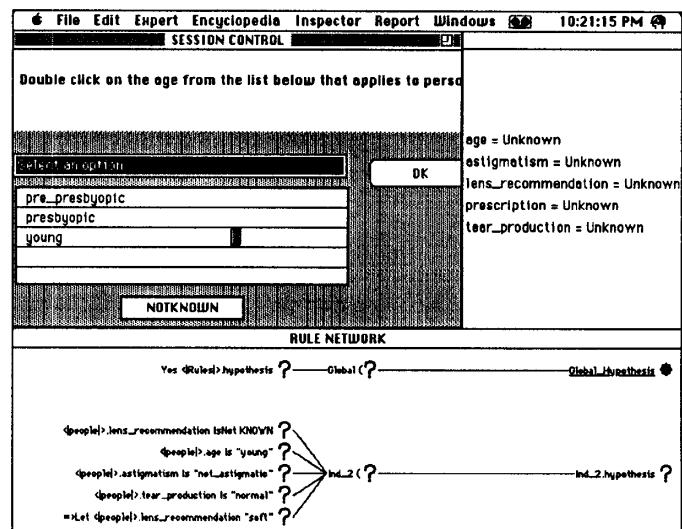 File Edit Expert Encyclopedia Inspector Report Windows 10:21:15 PM
SESSION CONTROL
Double click on the age from the list below that applies to perso
Select an option
OK
pre_presbyopic
presbyopic
young
NOTKNOWN
age = Unknown
astigmatism = Unknown
lens_recommendation = Unknown
prescription = Unknown
tear_production = Unknown
RULE NETWORK
Yes <|Rules|>.hypothesis ? Global (? Global_Hypothesis
<|people|>.lens_recommendation IsNot KNOWN ?
<|people|>.age Is "young" ?
<|people|>.astigmatism Is "not_astigmatic" ? Ind_2 (? Ind_2.hypothesis ?
<|people|>.tear_production Is "normal" ?
=>Let <|people|>.lens_recommendation "soft" ?